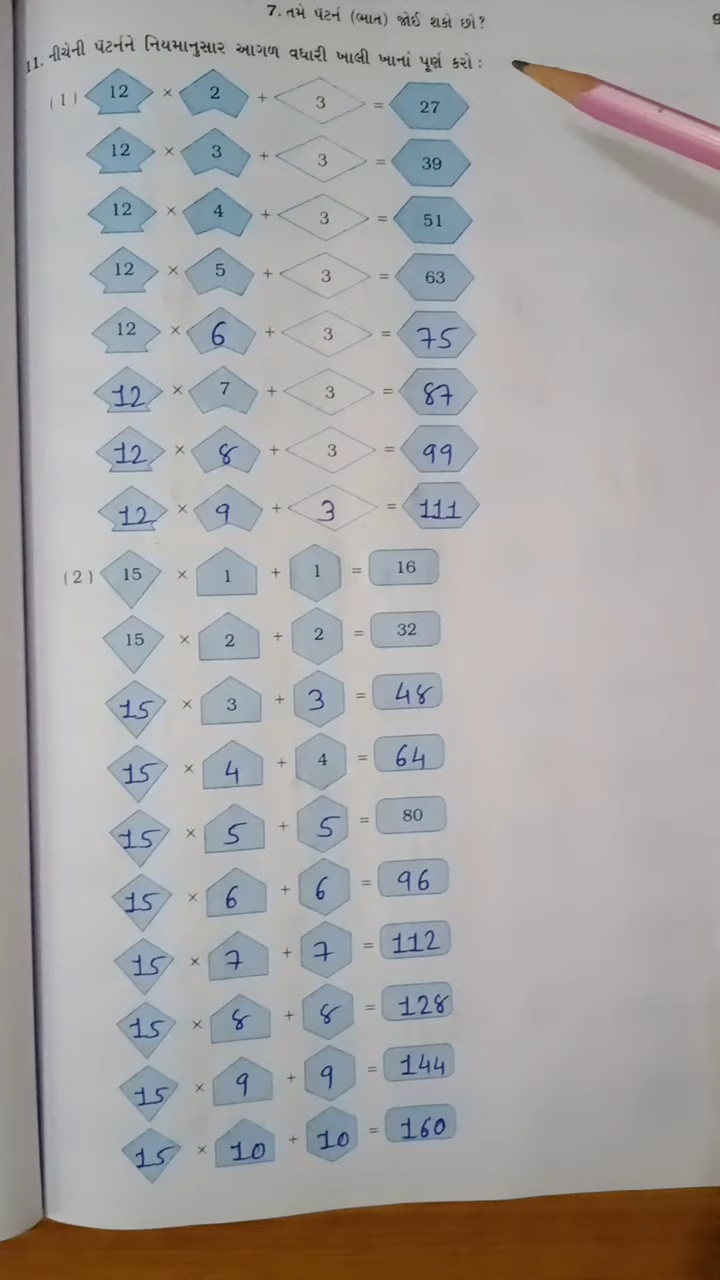 7. તમે પૅટર્ન (ભાત) જોઈ શકો છો?
9
11. નીચેની પૅટર્નને નિયમાનુસાર આગળ વધારી ખાલી ખાનાં પૂર્ણ કરો :
(1) 12 × 2 + 3 = 27
12 × 3 + 3 = 39
12 × 4 + 3 = 51
12 × 5 + 3 = 63
12 × 6 + 3 = 75
12 × 7 + 3 = 87
12 × 8 + 3 = 99
12 × 9 + 3 = 111
(2) 15 × 1 + 1 = 16
15 × 2 + 2 = 32
15 × 3 + 3 = 48
15 × 4 + 4 = 64
15 × 5 + 5 = 80
15 × 6 + 6 = 96
15 × 7 + 7 = 112
15 × 8 + 8 = 128
15 × 9 + 9 = 144
15 × 10 + 10 = 160